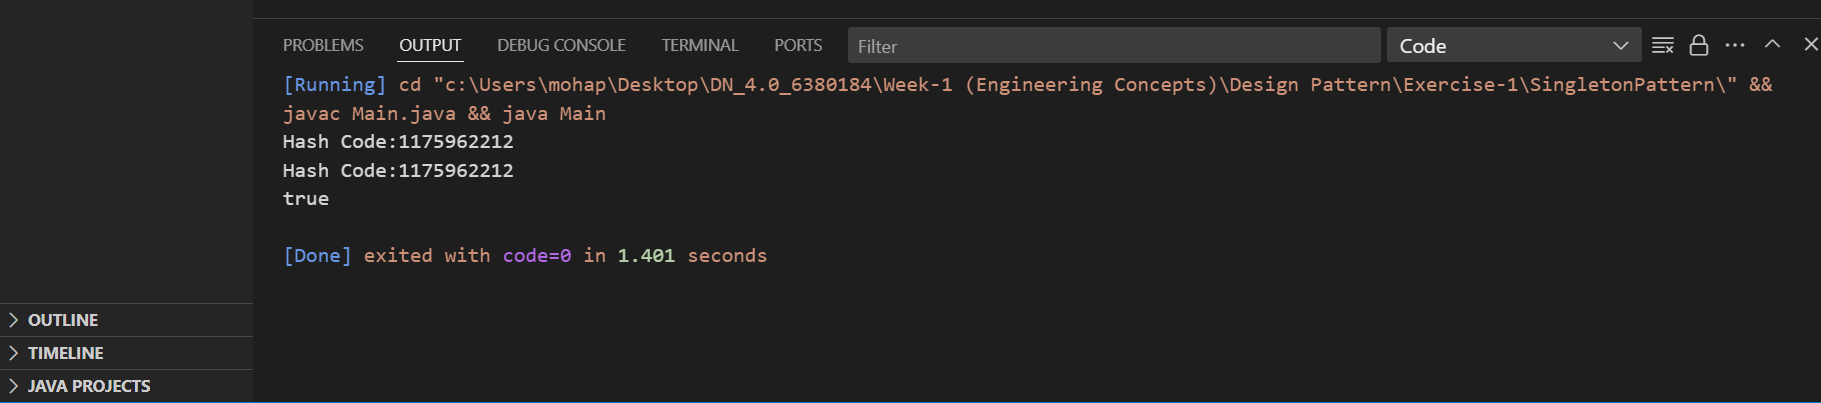 PROBLEMS OUTPUT DEBUG CONSOLE TERMINAL PORTS Filter Code
[Running] cd "c:\Users\mohap\Desktop\DN_4.0_6380184\Week-1 (Engineering Concepts)\Design Pattern\Exercise-1\SingletonPattern\" &&
javac Main.java && java Main
Hash Code:1175962212
Hash Code:1175962212
true
[Done] exited with code=0 in 1.401 seconds
OUTLINE
TIMELINE
JAVA PROJECTS